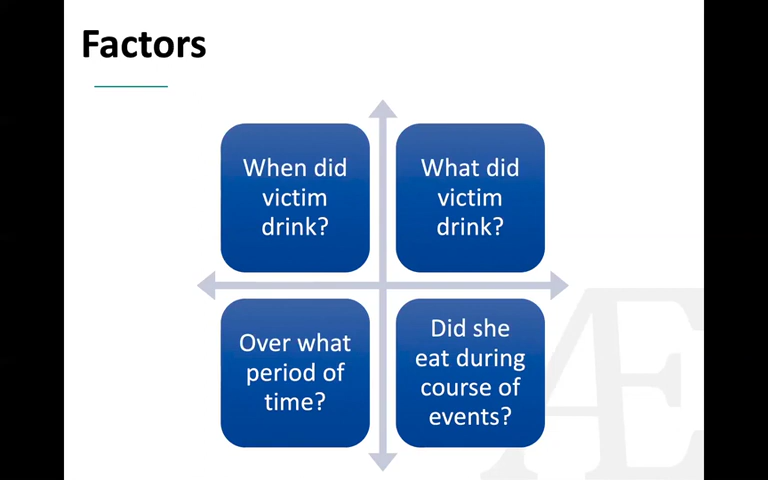 Factors
When did
victim
drink?
What did
victim
drink?
Over what
period of
time?
Did she
eat during
course of
events?
Æ